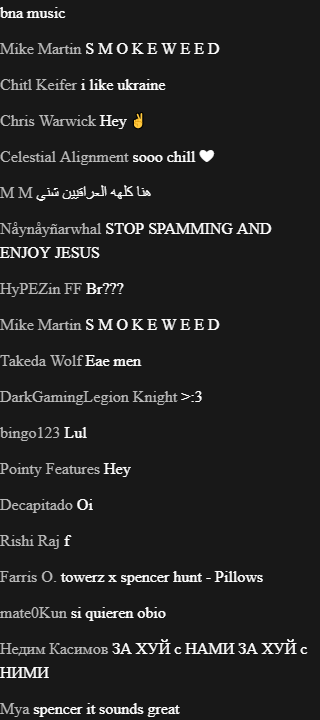 bna music
Mike Martin S M O K E W E E D
Chitl Keifer i like ukraine
Chris Warwick Hey ✌
Celestial Alignment sooo chill 🤍
M M هنا كلهه العراقيين شني
Nåynåyñarwhal STOP SPAMMING AND
ENJOY JESUS
HyPEZin FF Br???
Mike Martin S M O K E W E E D
Takeda Wolf Eae men
DarkGamingLegion Knight >:3
bingo123 Lul
Pointy Features Hey
Decapitado Oi
Rishi Raj f
Farris O. towerz x spencer hunt - Pillows
mate0Kun si quieren obio
Недим Касимов ЗА ХУЙ с НАМИ ЗА ХУЙ с
НИМИ
Mya spencer it sounds great